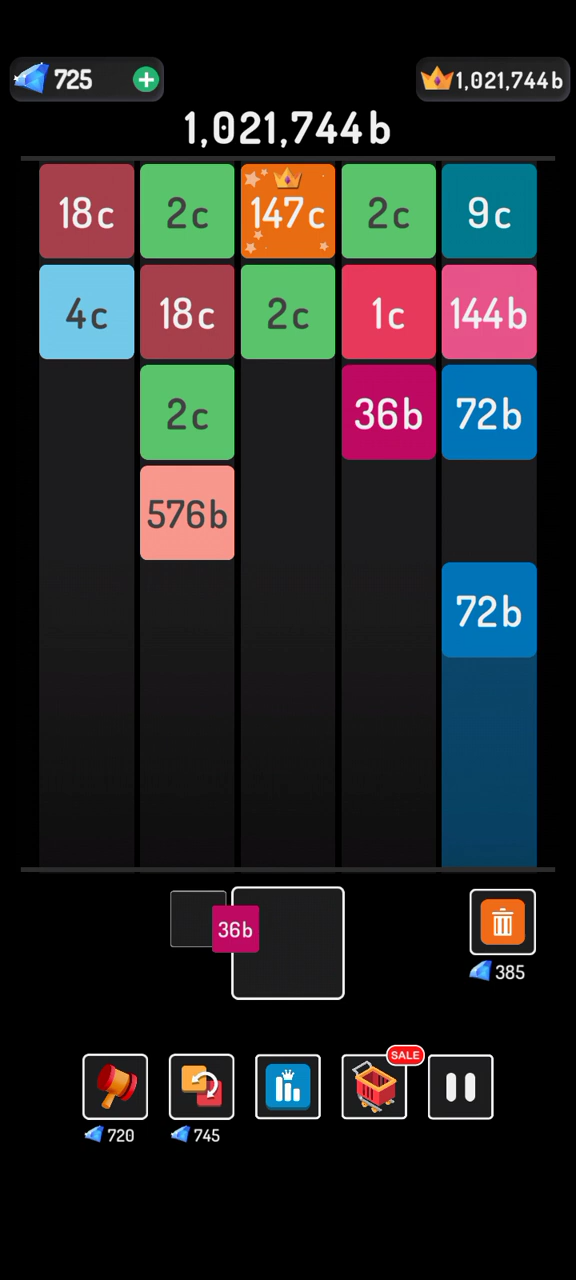 725 1,021,744b
1,021,744b
18c 2c 147c 2c 9c
4c 18c 2c 1c 144b
2c 36b 72b
576b
72b
36b
385
SALE
720 745